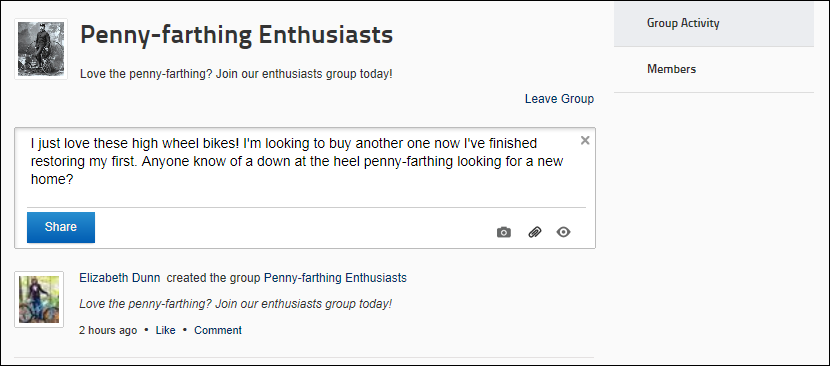 Penny-farthing Enthusiasts
Love the penny-farthing? Join our enthusiasts group today!
Leave Group
I just love these high wheel bikes! I'm looking to buy another one now I've finished
restoring my first. Anyone know of a down at the heel penny-farthing looking for a new
home?
Share
Elizabeth Dunn created the group Penny-farthing Enthusiasts
Love the penny-farthing? Join our enthusiasts group today!
2 hours ago • Like • Comment
Group Activity
Members